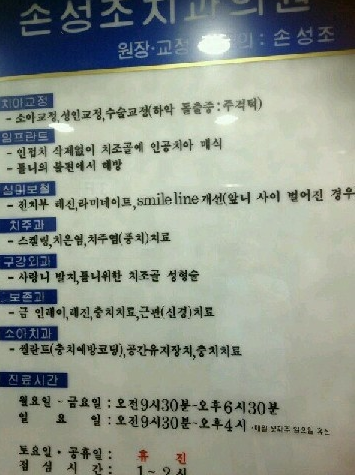 손성조치과의원
원장·교정 의 : 손성조
치아교정
- 소아교정,성인교정,수술교정(하악 돌출증:주걱턱)
임프란트
- 인접치 삭제없이 치조골에 인공치아 매식
- 틀니의 불편에서 해방
심미보철
- 전치부 레진,라미네이트,smile line 개선(앞니 사이 벌어진 경우
치주과
- 스켈링,치은염,치주염(풍치)치료
구강외과
- 사랑니 발치,틀니위한 치조골 성형술
보존과
- 금 인레이,레진,충치치료,근관(신경)치료
소아치과
- 씰란트(충치예방코팅),공간유지장치,충치치료
진료시간
월요일 - 금요일 : 오전9시30분-오후6시30분
일 요 일 : 오전9시30분-오후4시
토요일·공휴일 : 휴 진
점심시간 : 1~2시